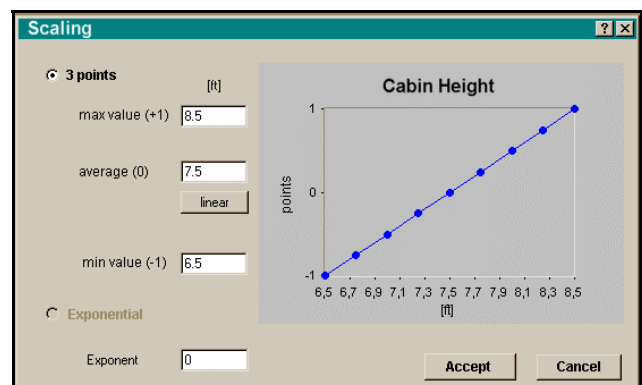 Scaling
? x
3 points
[ft]
max value (+1) 8.5
average (0) 7.5
linear
min value (-1) 6.5
Exponential
Exponent 0
Cabin Height
points
1
0
-1
6,5 6,7 6,9 7,1 7,3 7,5 7,7 7,9 8,1 8,3 8,5
[ft]
Accept Cancel